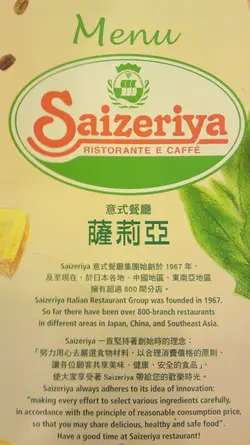 Menu
Saizeriya
RISTORANTE E CAFFÉ
意式餐廳
薩莉亞
Saizeriya 意式餐廳集團始創於 1967 年，
及至現在，於日本各地、中國地區、東南亞地區
擁有超過 800 間分店。
Saizeriya Italian Restaurant Group was founded in 1967.
So far there have been over 800-branch restaurants
in different areas in Japan, China, and Southeast Asia.
Saizeriya 一直堅持著創始時的理念：
「努力用心去嚴選食物材料，以合理消費價格的原則，
讓各位顧客共享美味、健康、安全的食品」，
使大家享受著 Saizeriya 帶給您的歡樂時光。
Saizeriya always adheres to its idea of innovation:
"making every effort to select various ingredients carefully,
in accordance with the principle of reasonable consumption price,
so that you may share delicious, healthy and safe food".
Have a good time at Saizeriya restaurant!